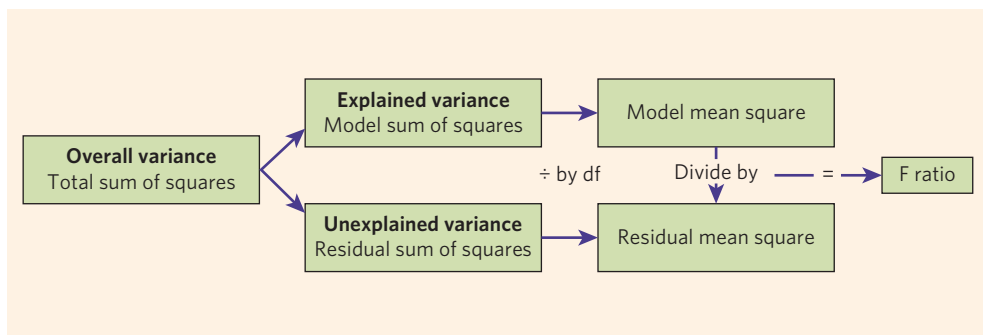 Overall variance
Total sum of squares
Explained variance
Model sum of squares
Unexplained variance
Residual sum of squares
÷ by df
Model mean square
Divide by
Residual mean square
=
F ratio